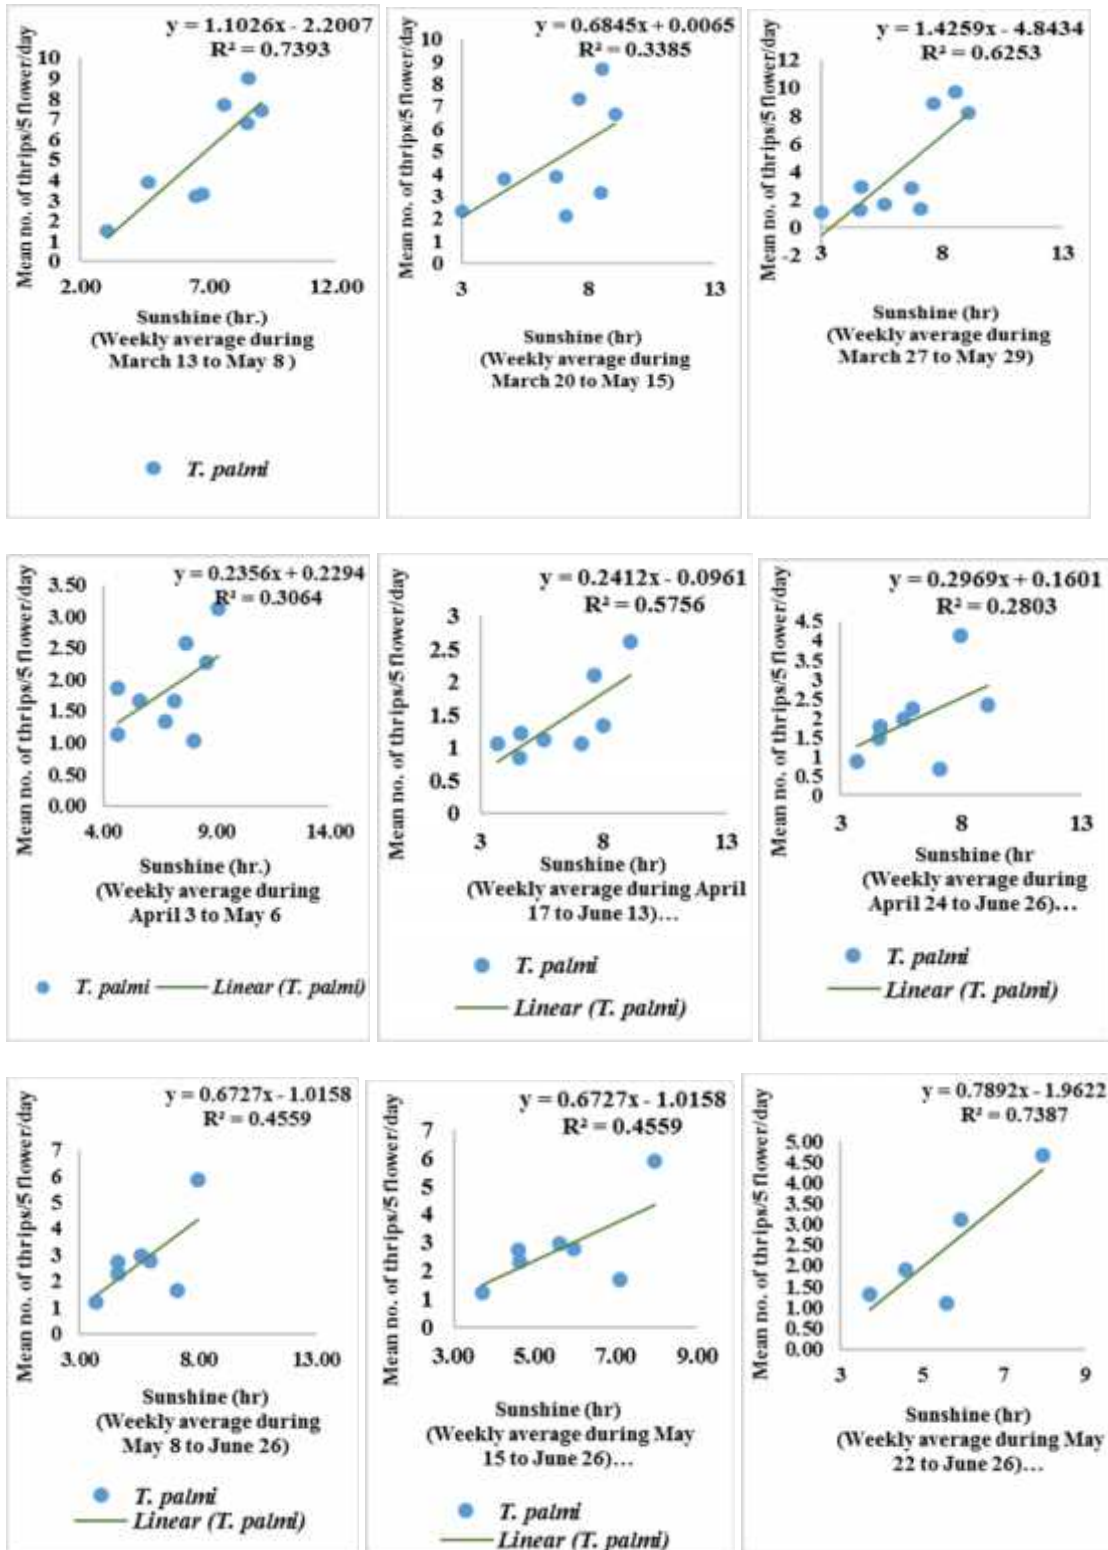 y = 1.1026x - 2.2007
R² = 0.7393
Mean no. of thrips/5 flower/day
10
9
8
7
6
5
4
3
2
1
0
2.00 7.00 12.00
Sunshine (hr.)
(Weekly average during
March 13 to May 8 )
T. palmi
y = 0.6845x + 0.0065
R² = 0.3385
Mean no. of thrips/5 flower/day
10
9
8
7
6
5
4
3
2
1
0
3 8 13
Sunshine (hr)
(Weekly average during
March 20 to May 15)
y = 1.4259x - 4.8434
R² = 0.6253
Mean no. of thrips/5 flower/day
12
10
8
6
4
2
0
-2
3 8 13
Sunshine (hr)
(Weekly average during
March 27 to May 29)
y = 0.2356x + 0.2294
R² = 0.3064
Mean no. of thrips/5 flower/day
3.50
3.00
2.50
2.00
1.50
1.00
0.50
0.00
4.00 9.00 14.00
Sunshine (hr.)
(Weekly average during
April 3 to May 6
T. palmi Linear (T. palmi)
y = 0.2412x - 0.0961
R² = 0.5756
Mean no. of thrips/5 flower/day
3
2.5
2
1.5
1
0.5
0
3 8 13
Sunshine (hr)
(Weekly average during April
17 to June 13)...
T. palmi
Linear (T. palmi)
y = 0.2969x + 0.1601
R² = 0.2803
Mean no. of thrips/5 flower/day
4.5
4
3.5
3
2.5
2
1.5
1
0.5
0
3 8 13
Sunshine (hr
(Weekly average during
April 24 to June 26)...
T. palmi
Linear (T. palmi)
y = 0.6727x - 1.0158
R² = 0.4559
Mean no. of thrips/5 flower/day
7
6
5
4
3
2
1
0
3.00 8.00 13.00
Sunshine (hr)
(Weekly average during
May 8 to June 26)
T. palmi
Linear (T. palmi)
y = 0.6727x - 1.0158
R² = 0.4559
Mean no. of thrips/5 flower/day
7
6
5
4
3
2
1
0
3.00 5.00 7.00 9.00
Sunshine (hr)
(Weekly average during May
15 to June 26)...
T. palmi
Linear (T. palmi)
y = 0.7892x - 1.9622
R² = 0.7387
Mean no. of thrips/5 flower/day
5.00
4.50
4.00
3.50
3.00
2.50
2.00
1.50
1.00
0.50
0.00
3 5 7 9
Sunshine (hr)
(Weekly average during May
22 to June 26)...